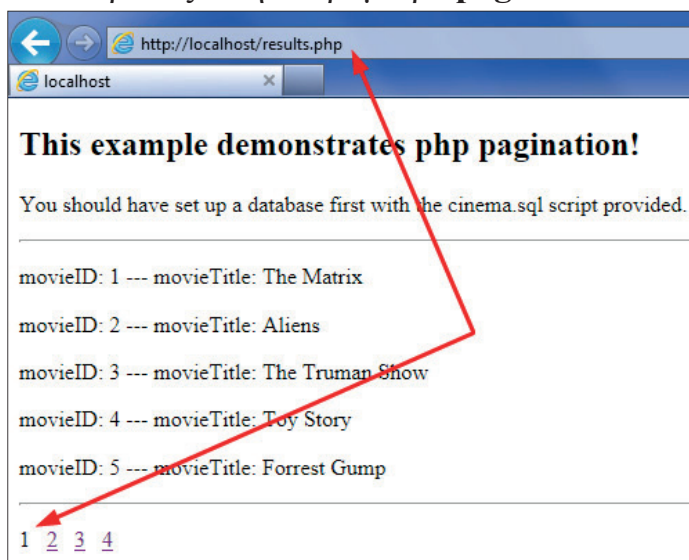 http://localhost/results.php
localhost
This example demonstrates php pagination!
You should have set up a database first with the cinema.sql script provided.
movieID: 1 --- movieTitle: The Matrix
movieID: 2 --- movieTitle: Aliens
movieID: 3 --- movieTitle: The Truman Show
movieID: 4 --- movieTitle: Toy Story
movieID: 5 --- movieTitle: Forrest Gump
1 2 3 4